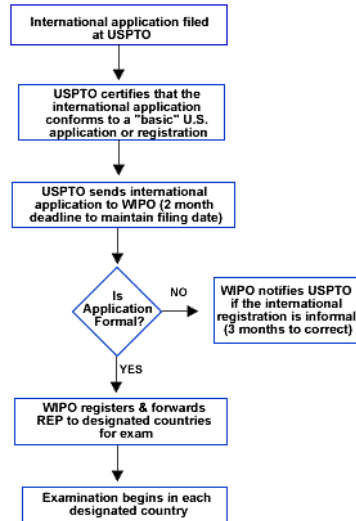 International application filed
at USPTO
USPTO certifies that the
international application
conforms to a "basic" U.S.
application or registration
USPTO sends international
application to WIPO (2 month
deadline to maintain filing date)
Is
Application
Formal?
NO
WIPO notifies USPTO
if the international
registration is informal
(3 months to correct)
YES
WIPO registers & forwards
REP to designated countries
for exam
Examination begins in each
designated country